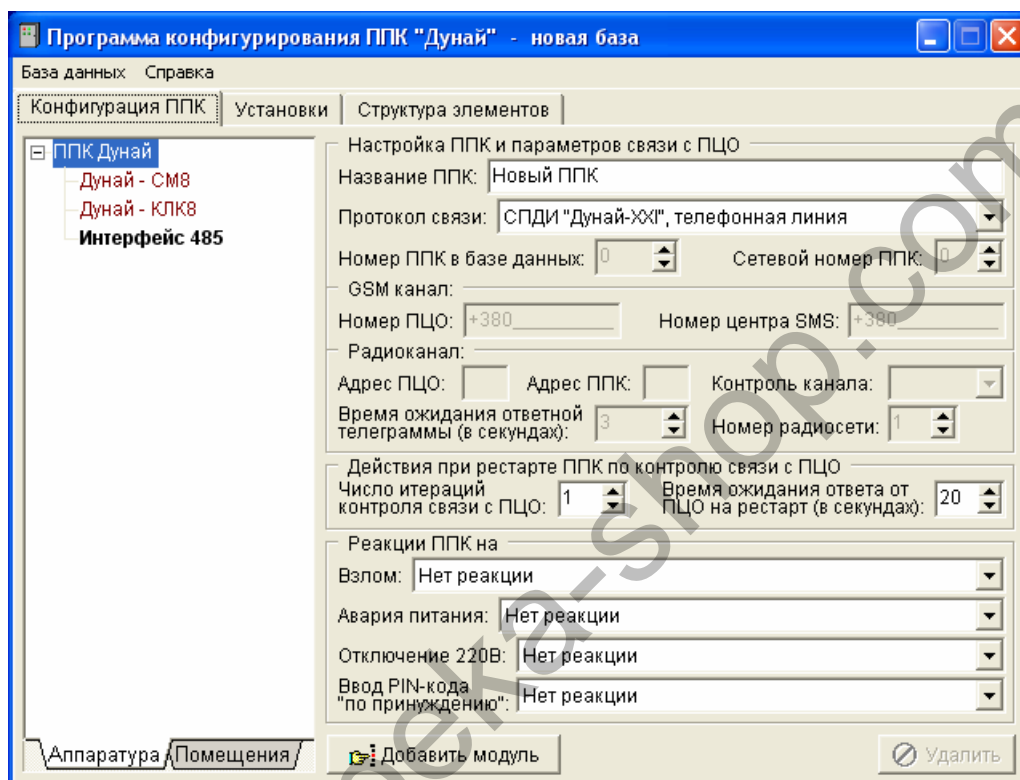 Программа конфигурирования ППК "Дунай" - новая база
База данных Справка
Конфигурация ППК Установки Структура элементов
ППК Дунай
Дунай - СМ8
Дунай - КЛК8
Интерфейс 485
Настройка ППК и параметров связи с ПЦО
Название ППК: Новый ППК
Протокол связи: СПДИ "Дунай-XXI", телефонная линия
Номер ППК в базе данных: 0 Сетевой номер ППК: 0
GSM канал:
Номер ПЦО: +380__________ Номер центра SMS: +380__________
Радиоканал:
Адрес ПЦО: Адрес ППК: Контроль канала:
Время ожидания ответной
телеграммы (в секундах): 3 Номер радиосети: 1
Действия при рестарте ППК по контролю связи с ПЦО
Число итераций
контроля связи с ПЦО: 1
Время ожидания ответа от
ПЦО на рестарт (в секундах): 20
Реакции ППК на
Взлом: Нет реакции
Авария питания: Нет реакции
Отключение 220В: Нет реакции
Ввод PIN-кода
"по принуждению": Нет реакции
Аппаратура Помещения
Добавить модуль Удалить
peka-shop.com